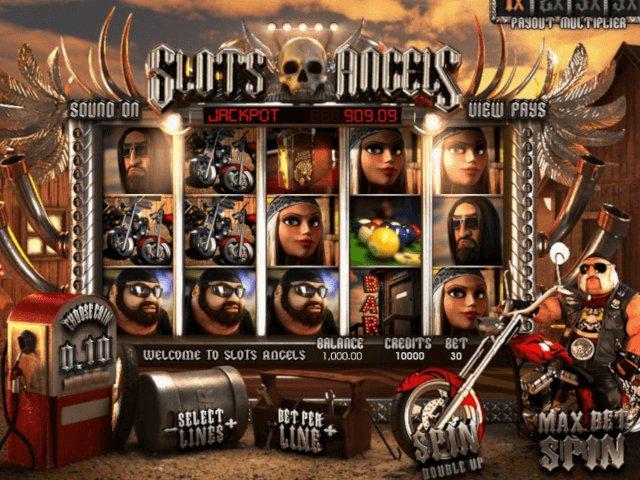 1X 2X 3X 5X
PAYOUT MULTIPLIER
SLOTS ANGELS
SOUND ON
JACKPOT 909.09
VIEW PAYS
BAR
CHOOSE COIN
0.10
WELCOME TO SLOTS ANGELS
BALANCE CREDITS BET
1,000.00 10000 30
SELECT LINES +
BET PER LINE +
SPIN
DOUBLE UP
MAX BET
SPIN